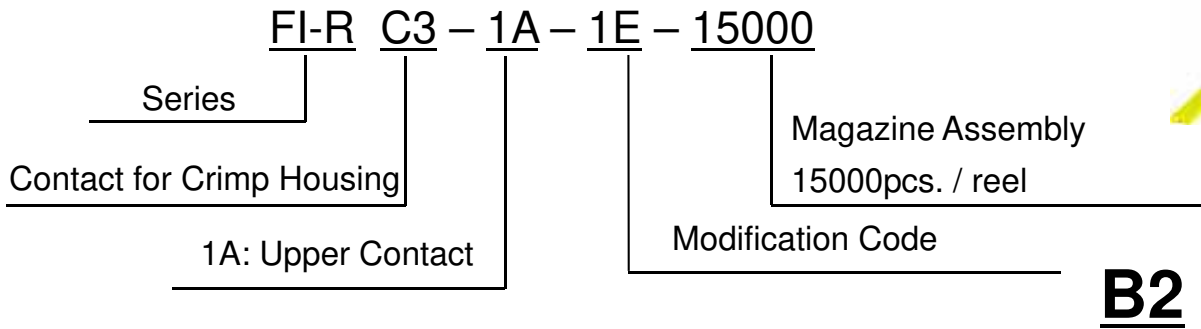 FI-R C3 – 1A – 1E – 15000
Series
Magazine Assembly
Contact for Crimp Housing
15000pcs. / reel
1A: Upper Contact
Modification Code
B2